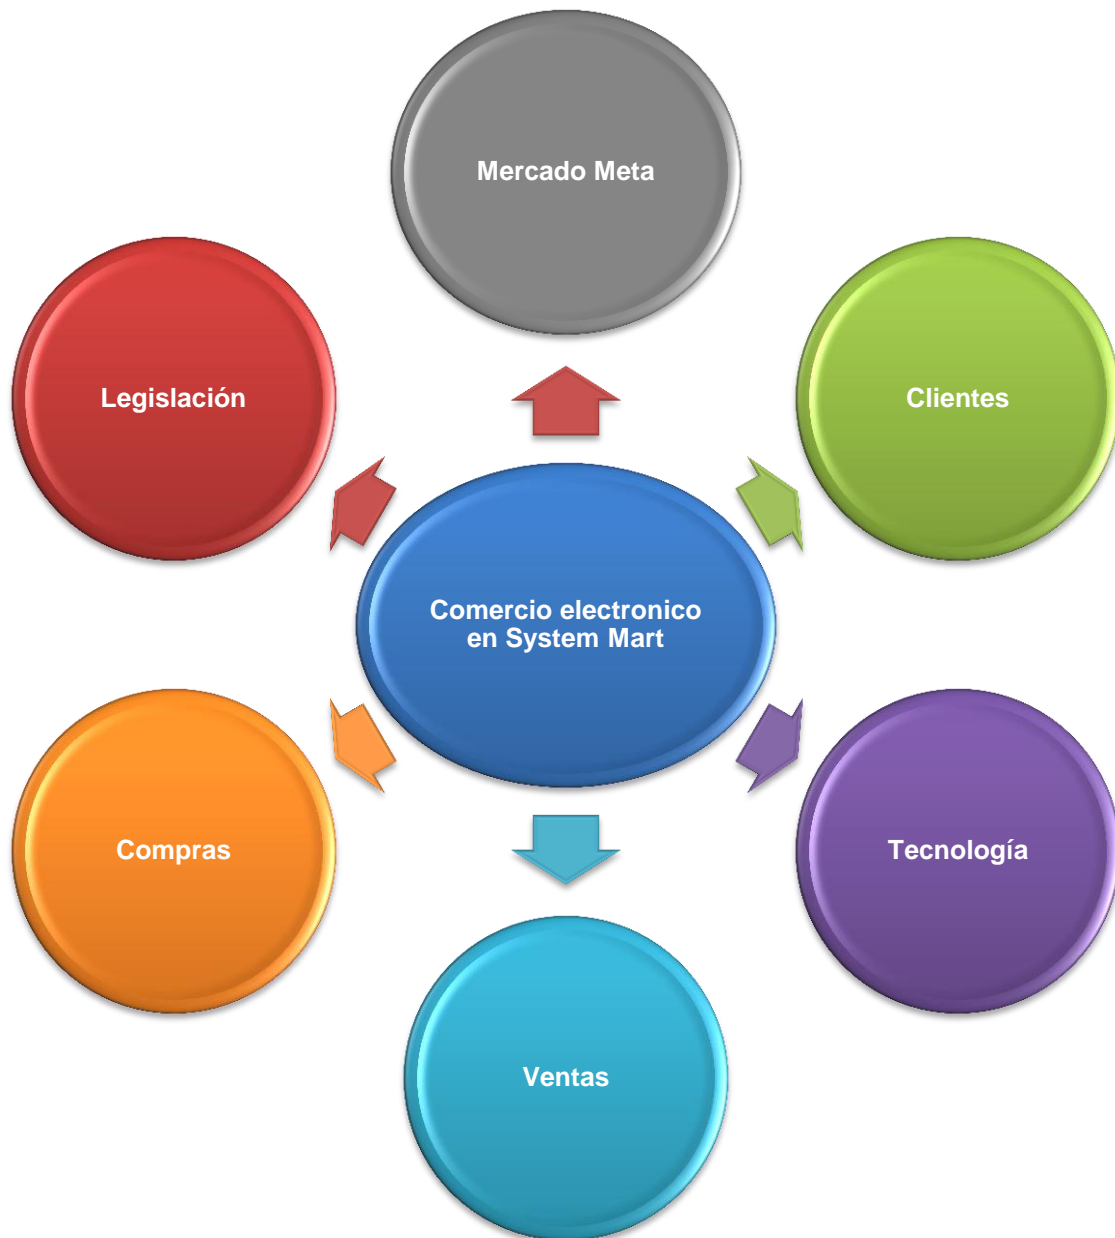 Mercado Meta
Legislación
Clientes
Comercio electronico
en System Mart
Compras
Tecnología
Ventas